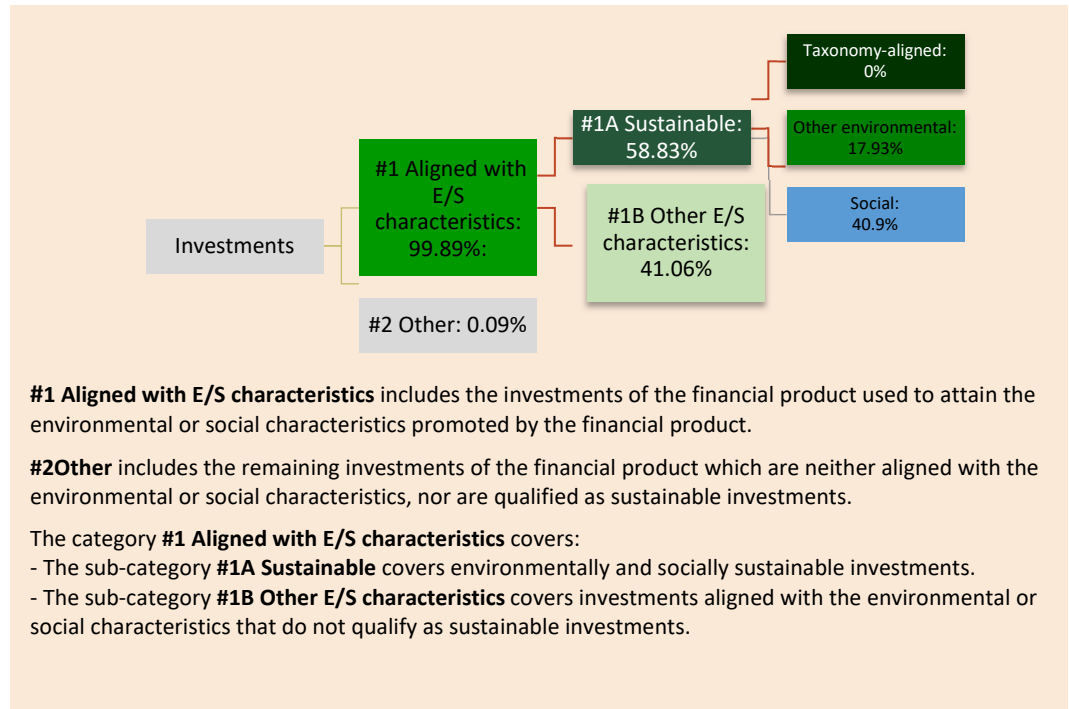 Taxonomy-aligned:
0%
#1A Sustainable:
58.83%
Other environmental:
17.93%
#1 Aligned with
E/S
characteristics:
99.89%:
#1B Other E/S
characteristics:
41.06%
Social:
40.9%
Investments
#2 Other: 0.09%
#1 Aligned with E/S characteristics includes the investments of the financial product used to attain the
environmental or social characteristics promoted by the financial product.
#2Other includes the remaining investments of the financial product which are neither aligned with the
environmental or social characteristics, nor are qualified as sustainable investments.
The category #1 Aligned with E/S characteristics covers:
- The sub-category #1A Sustainable covers environmentally and socially sustainable investments.
- The sub-category #1B Other E/S characteristics covers investments aligned with the environmental or
social characteristics that do not qualify as sustainable investments.